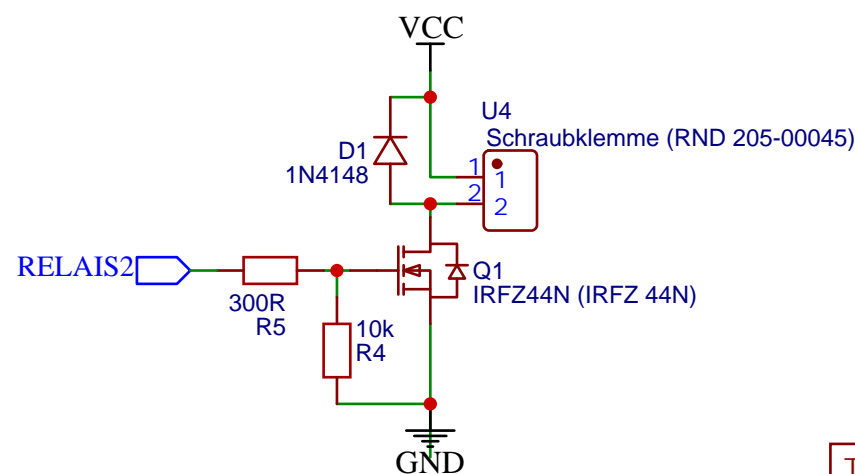 VCC
U4
Schraubklemme (RND 205-00045)
D1
1N4148
1
1
2
2
RELAIS2
Q1
IRFZ44N (IRFZ 44N)
300R
R5
10k
R4
GND
T